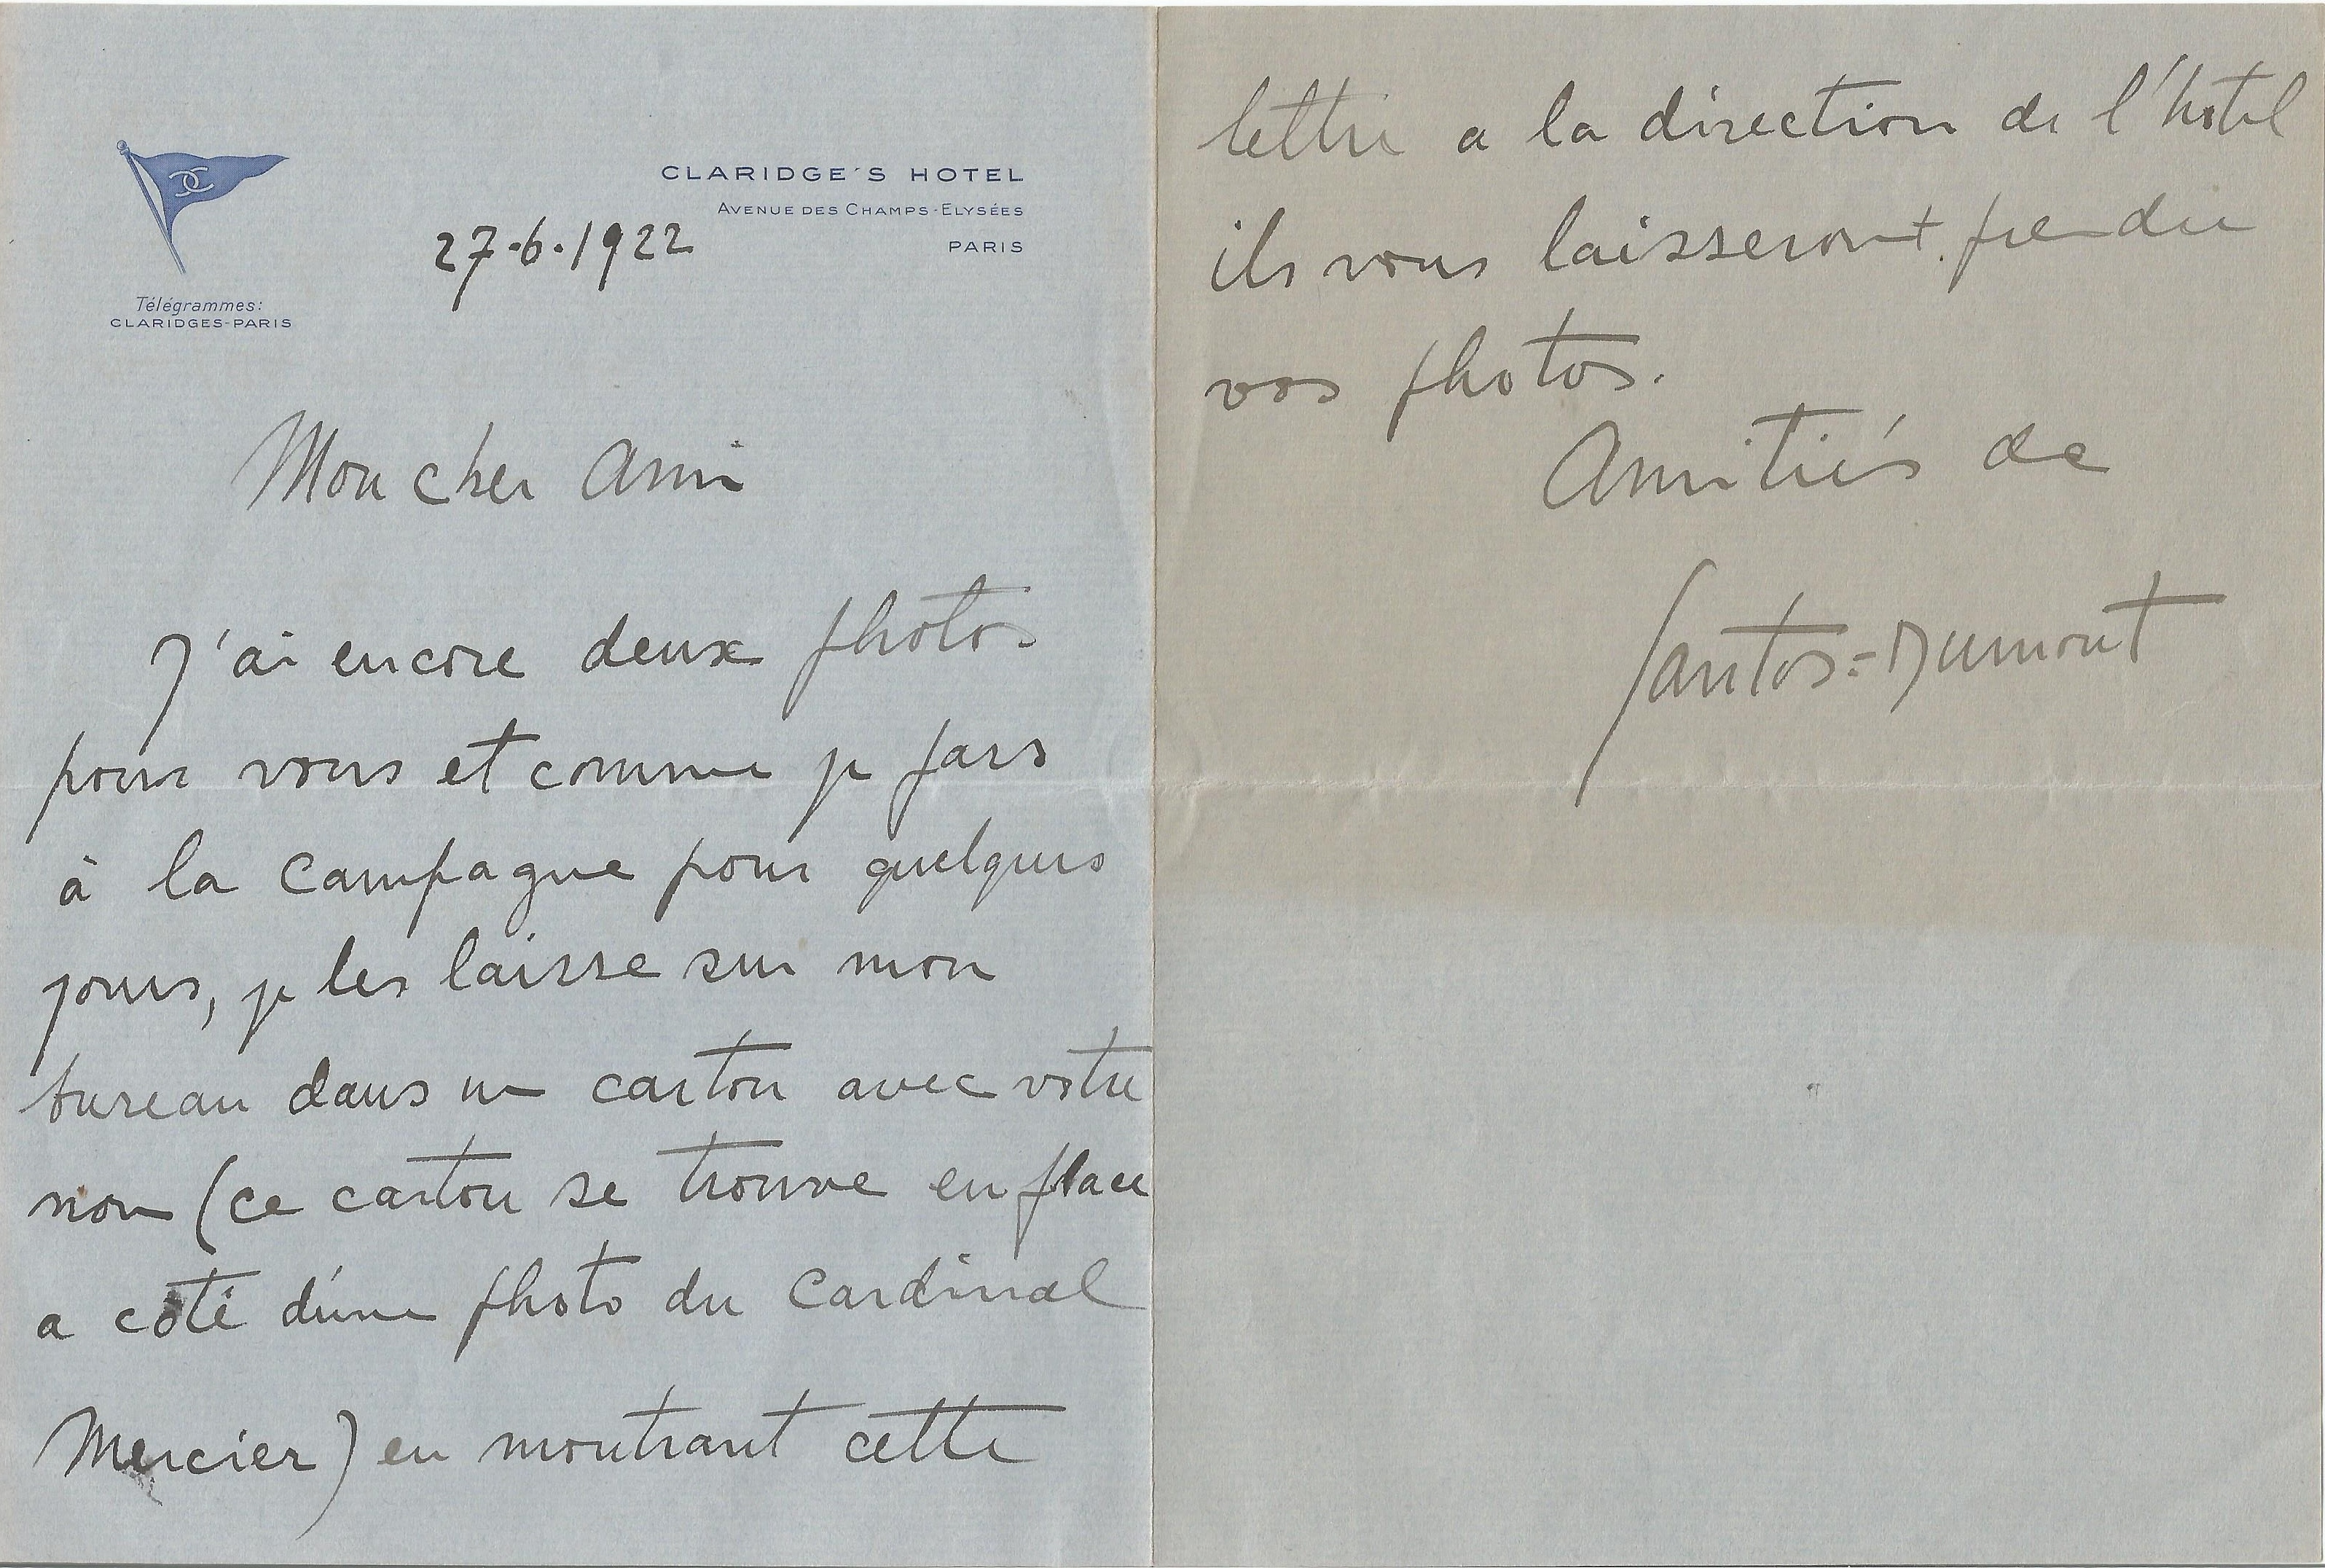 CLARIDGE'S HOTEL
AVENUE DES CHAMPS-ELYSÉES
PARIS
27-6-1922
Télégrammes:
CLARIDGES-PARIS
Mon cher Ami
J'ai encore deux photos
pour vous et comme je pars
à la campagne pour quelques
jours, je les laisse sur mon
bureau dans un carton avec votre
nom (ce carton se trouve en place
a côté d'une photo du Cardinal
Mercier) en montrant cette
lettre a la direction de l'hotel
ils vous laisseront prendre
vos photos.
Amitiés de
Santos=Dumont